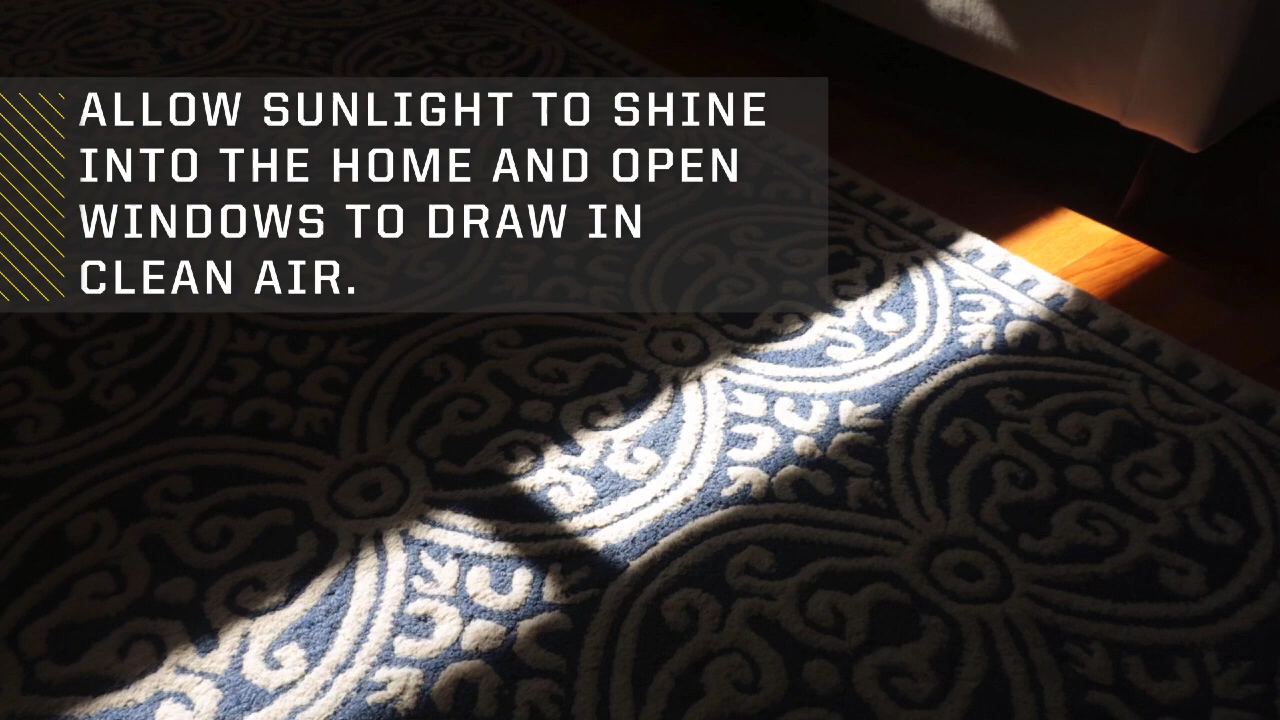 ALLOW SUNLIGHT TO SHINE
INTO THE HOME AND OPEN
WINDOWS TO DRAW IN
CLEAN AIR.